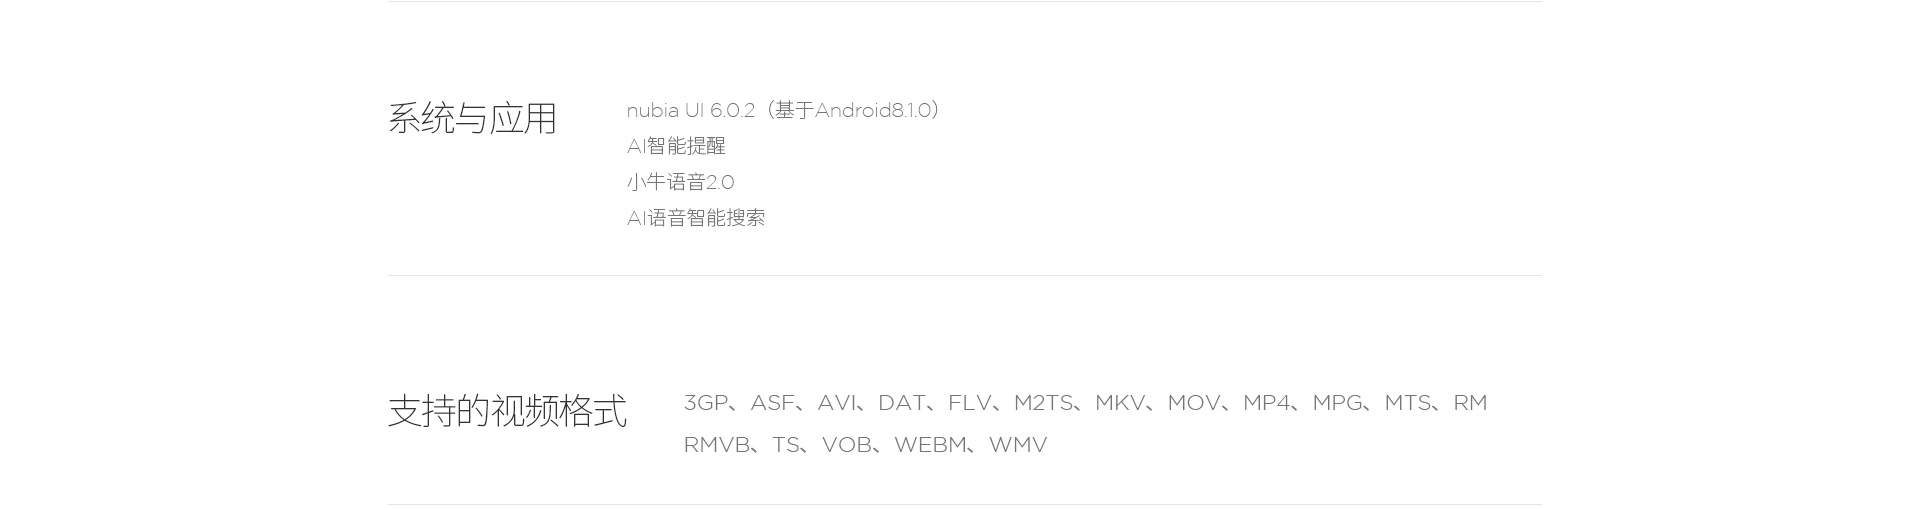 系统与应用
nubia UI 6.0.2（基于Android8.1.0）
AI智能提醒
小牛语音2.0
AI语音智能搜索
支持的视频格式
3GP、ASF、AVI、DAT、FLV、M2TS、MKV、MOV、MP4、MPG、MTS、RM
RMVB、TS、VOB、WEBM、WMV